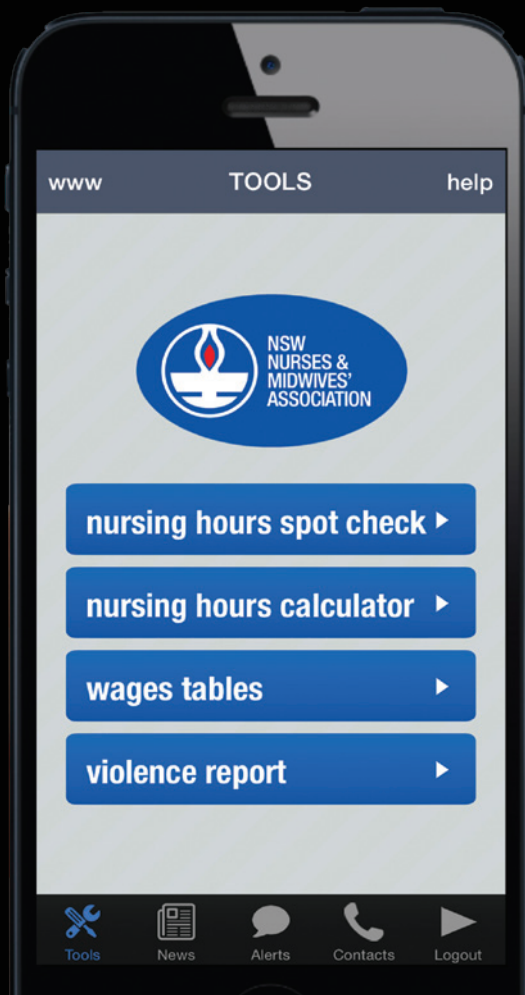 www TOOLS help
NSW
NURSES &
MIDWIVES'
ASSOCIATION
nursing hours spot check
nursing hours calculator
wages tables
violence report
Tools News Alerts Contacts Logout